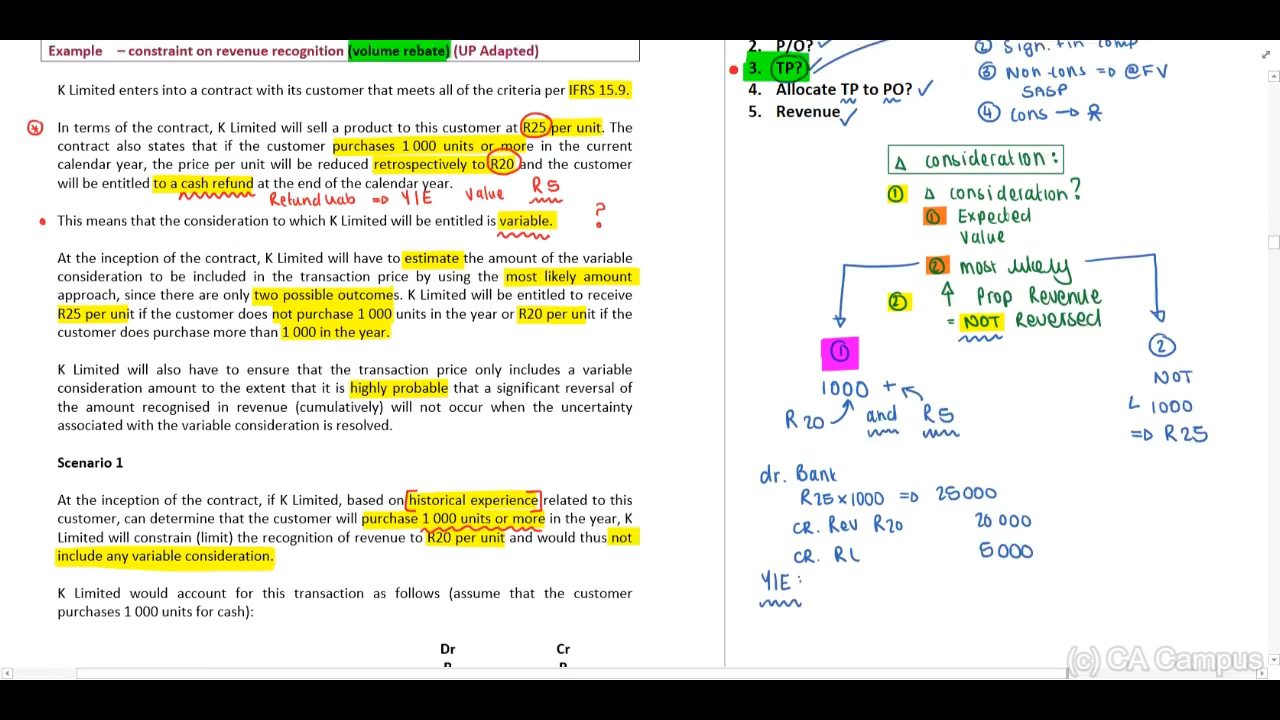 Example – constraint on revenue recognition (volume rebate) (UP Adapted)
K Limited enters into a contract with its customer that meets all of the criteria per IFRS 15.9.
In terms of the contract, K Limited will sell a product to this customer at R25 per unit. The
contract also states that if the customer purchases 1 000 units or more in the current
calendar year, the price per unit will be reduced retrospectively to R20 and the customer
will be entitled to a cash refund at the end of the calendar year.
Refund liab => YIE Value R5
This means that the consideration to which K Limited will be entitled is variable.
?
At the inception of the contract, K Limited will have to estimate the amount of the variable
consideration to be included in the transaction price by using the most likely amount
approach, since there are only two possible outcomes. K Limited will be entitled to receive
R25 per unit if the customer does not purchase 1 000 units in the year or R20 per unit if the
customer does purchase more than 1 000 in the year.
K Limited will also have to ensure that the transaction price only includes a variable
consideration amount to the extent that it is highly probable that a significant reversal of
the amount recognised in revenue (cumulatively) will not occur when the uncertainty
associated with the variable consideration is resolved.
Scenario 1
At the inception of the contract, if K Limited, based on historical experience related to this
customer, can determine that the customer will purchase 1 000 units or more in the year, K
Limited will constrain (limit) the recognition of revenue to R20 per unit and would thus not
include any variable consideration.
K Limited would account for this transaction as follows (assume that the customer
purchases 1 000 units for cash):
Dr Cr
R R
2. P/O?
3. TP?
4. Allocate TP to PO?
5. Revenue
② Sign. fin comp
③ Non cons => @FV
SASP
④ Cons →
Δ consideration:
① Δ consideration?
① Expected
Value
② most likely
② ↑ Prop Revenue
= NOT Reversed
①
1000 +
R20 and R5
②
NOT
1000
=> R25
dr. Bank
R25 x 1000 => 25000
CR. Rev R20 20 000
CR. RL 5000
YIE:
(c) CA Campus